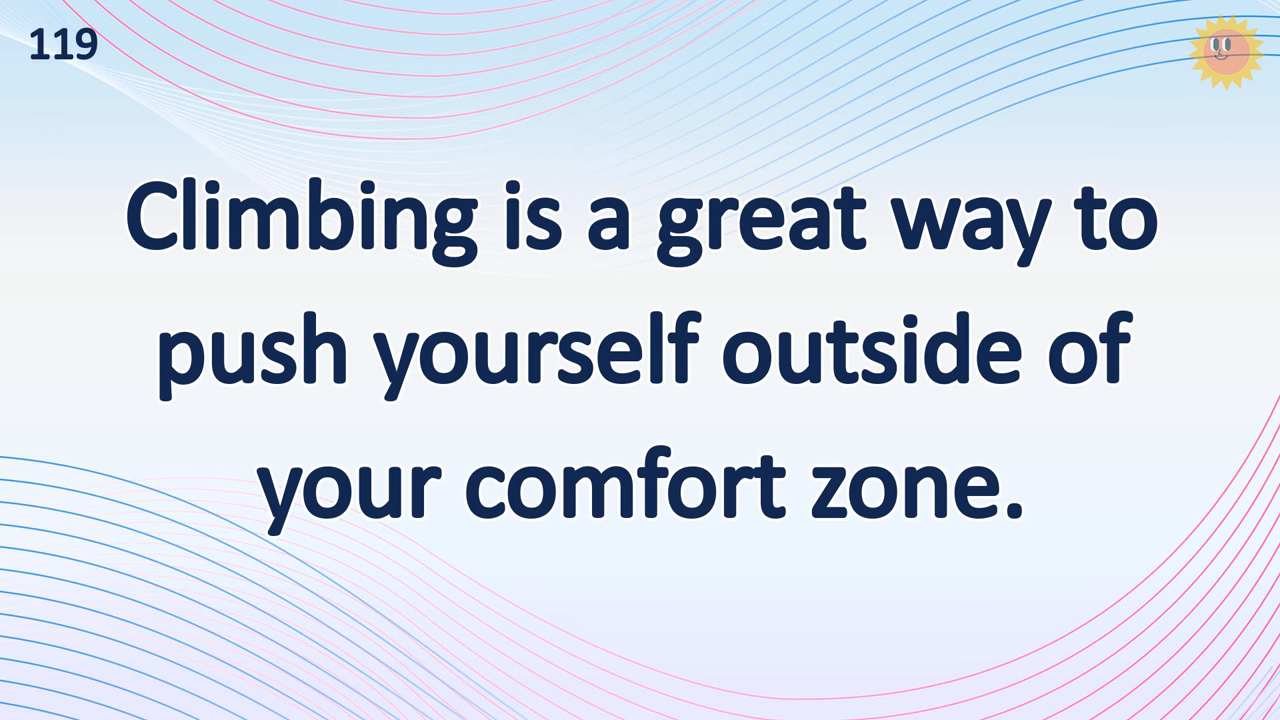 119
Climbing is a great way to
push yourself outside of
your comfort zone.